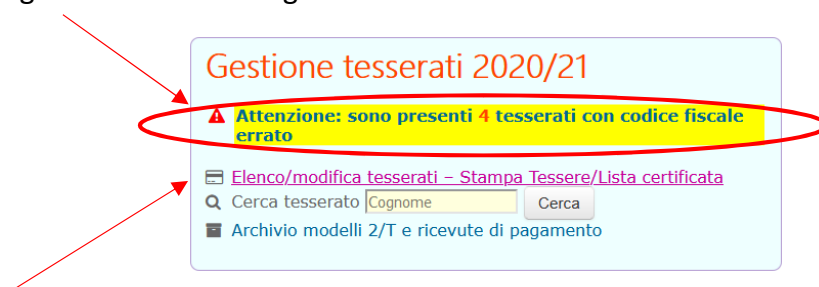 Gestione tesserati 2020/21
Attenzione: sono presenti 4 tesserati con codice fiscale
errato
Elenco/modifica tesserati – Stampa Tessere/Lista certificata
Cerca tesserato Cognome Cerca
Archivio modelli 2/T e ricevute di pagamento